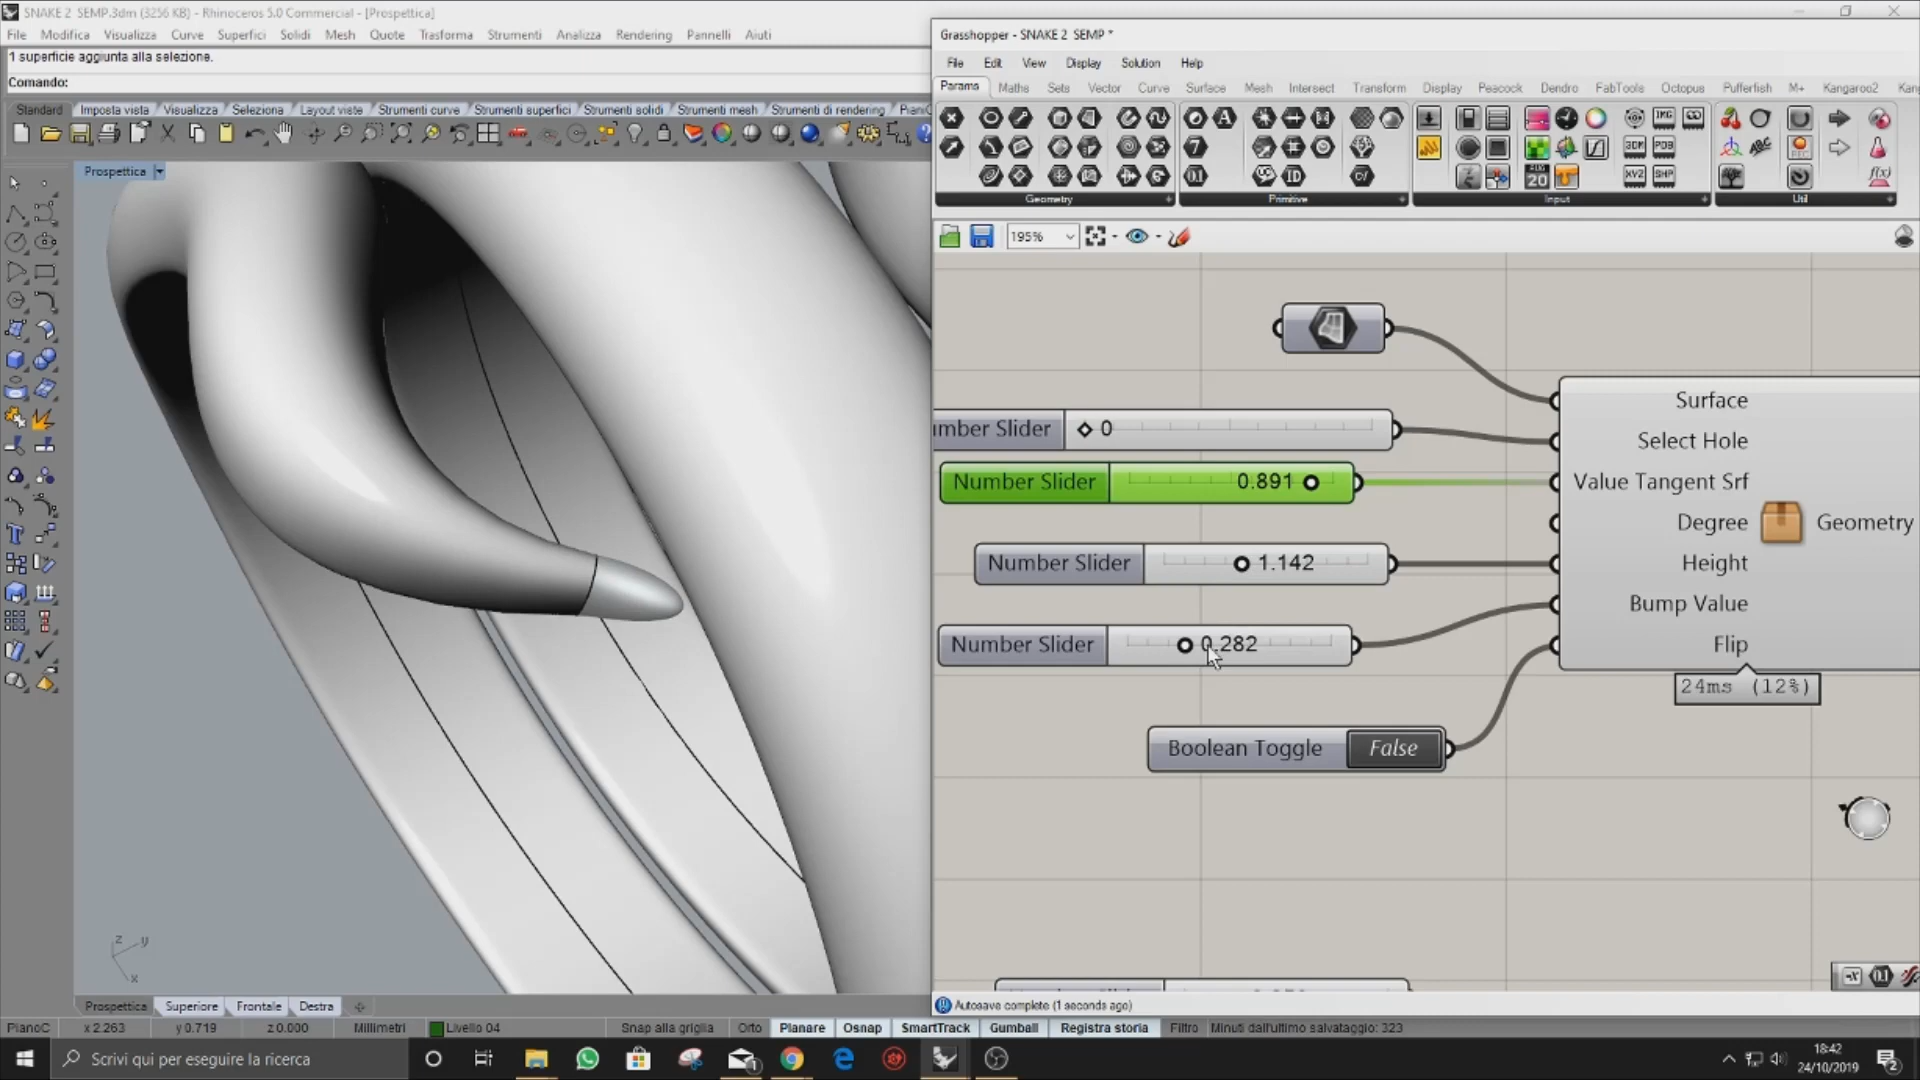 SNAKE 2 SEMP.3dm (3256 KB) - Rhinoceros 5.0 Commercial - [Prospettica]
File Modifica Visualizza Curve Superfici Solidi Mesh Quote Trasforma Strumenti Analizza Rendering Pannelli Aiuti
1 superficie aggiunta alla selezione.
Comando:
Standard Imposta vista Visualizza Seleziona Layout viste Strumenti curve Strumenti superfici Strumenti solidi Strumenti mesh Strumenti di rendering PianiC
Prospettica
z y
x
Prospettica Superiore Frontale Destra
PianoC x 2.263 y 0.719 z 0.000 Millimetri Livello 04 Snap alla griglia Orto Planare Osnap SmartTrack Gumball Registra storia Filtro Minuti dall'ultimo salvataggio: 323
Grasshopper - SNAKE 2 SEMP *
File Edit View Display Solution Help
Params Maths Sets Vector Curve Surface Mesh Intersect Transform Display Peacock Dendro FabTools Octopus Pufferfish M+ Kangaroo2 Kang
Geometry Primitive Input Util
195%
Surface
umber Slider 0 Select Hole
Number Slider 0.891 Value Tangent Srf
Degree Geometry
Number Slider 1.142 Height
Number Slider 0.282 Bump Value
Flip
24ms (12%)
Boolean Toggle False
Autosave complete (1 seconds ago)
Scrivi qui per eseguire la ricerca
18:42
24/10/2019